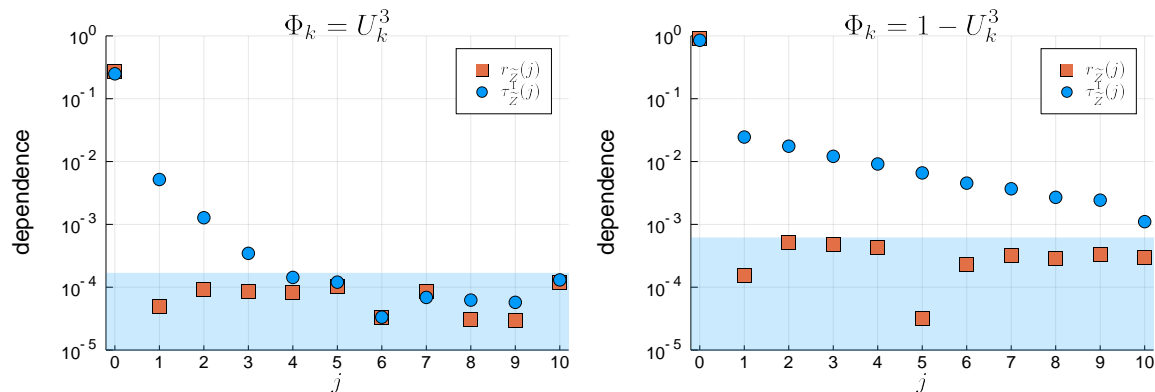 Φ_k = U_k^3
dependence
10^0
10^-1
10^-2
10^-3
10^-4
10^-5
r_Z̃(j)
τ^1_Z̃(j)
0 1 2 3 4 5 6 7 8 9 10
j
Φ_k = 1 − U_k^3
dependence
10^0
10^-1
10^-2
10^-3
10^-4
10^-5
r_Z̃(j)
τ^1_Z̃(j)
0 1 2 3 4 5 6 7 8 9 10
j